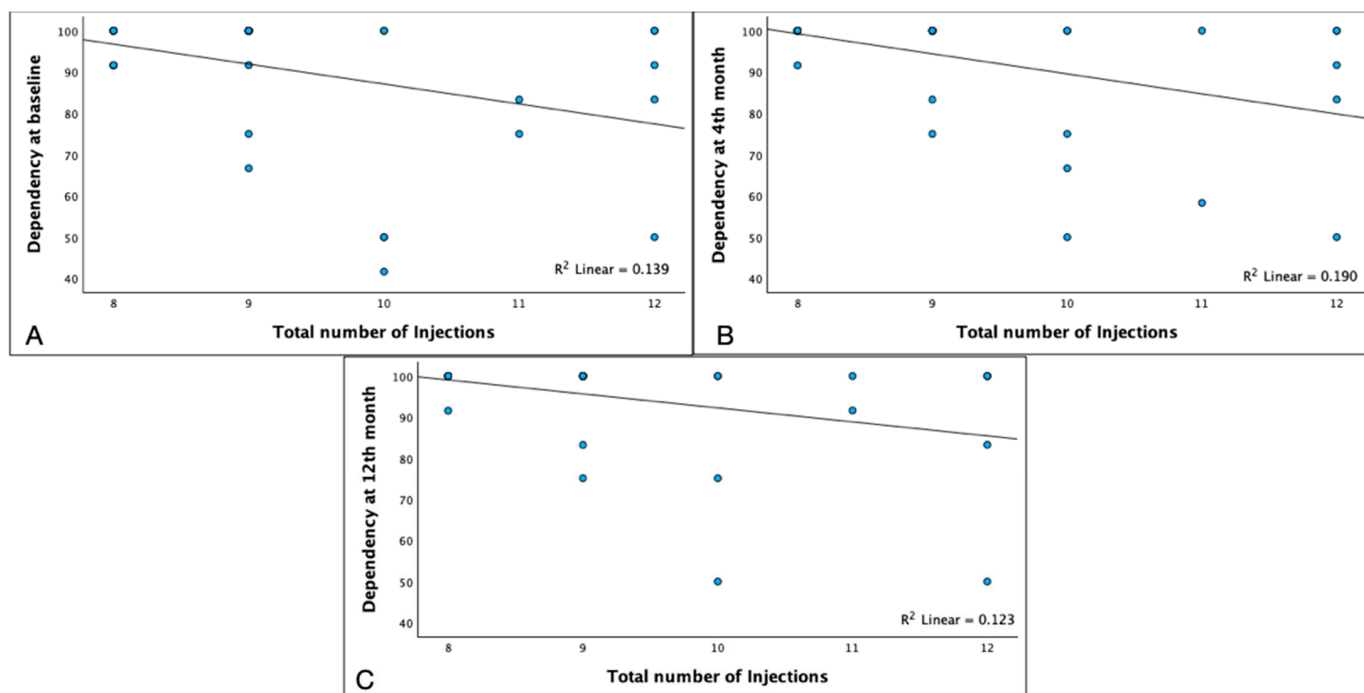 100
90
80
70
60
50
40
Dependency at baseline
R² Linear = 0.139
8 9 10 11 12
Total number of Injections
A
100
90
80
70
60
50
40
Dependency at 4th month
R² Linear = 0.190
8 9 10 11 12
Total number of Injections
B
100
90
80
70
60
50
40
Dependency at 12th month
R² Linear = 0.123
8 9 10 11 12
Total number of Injections
C